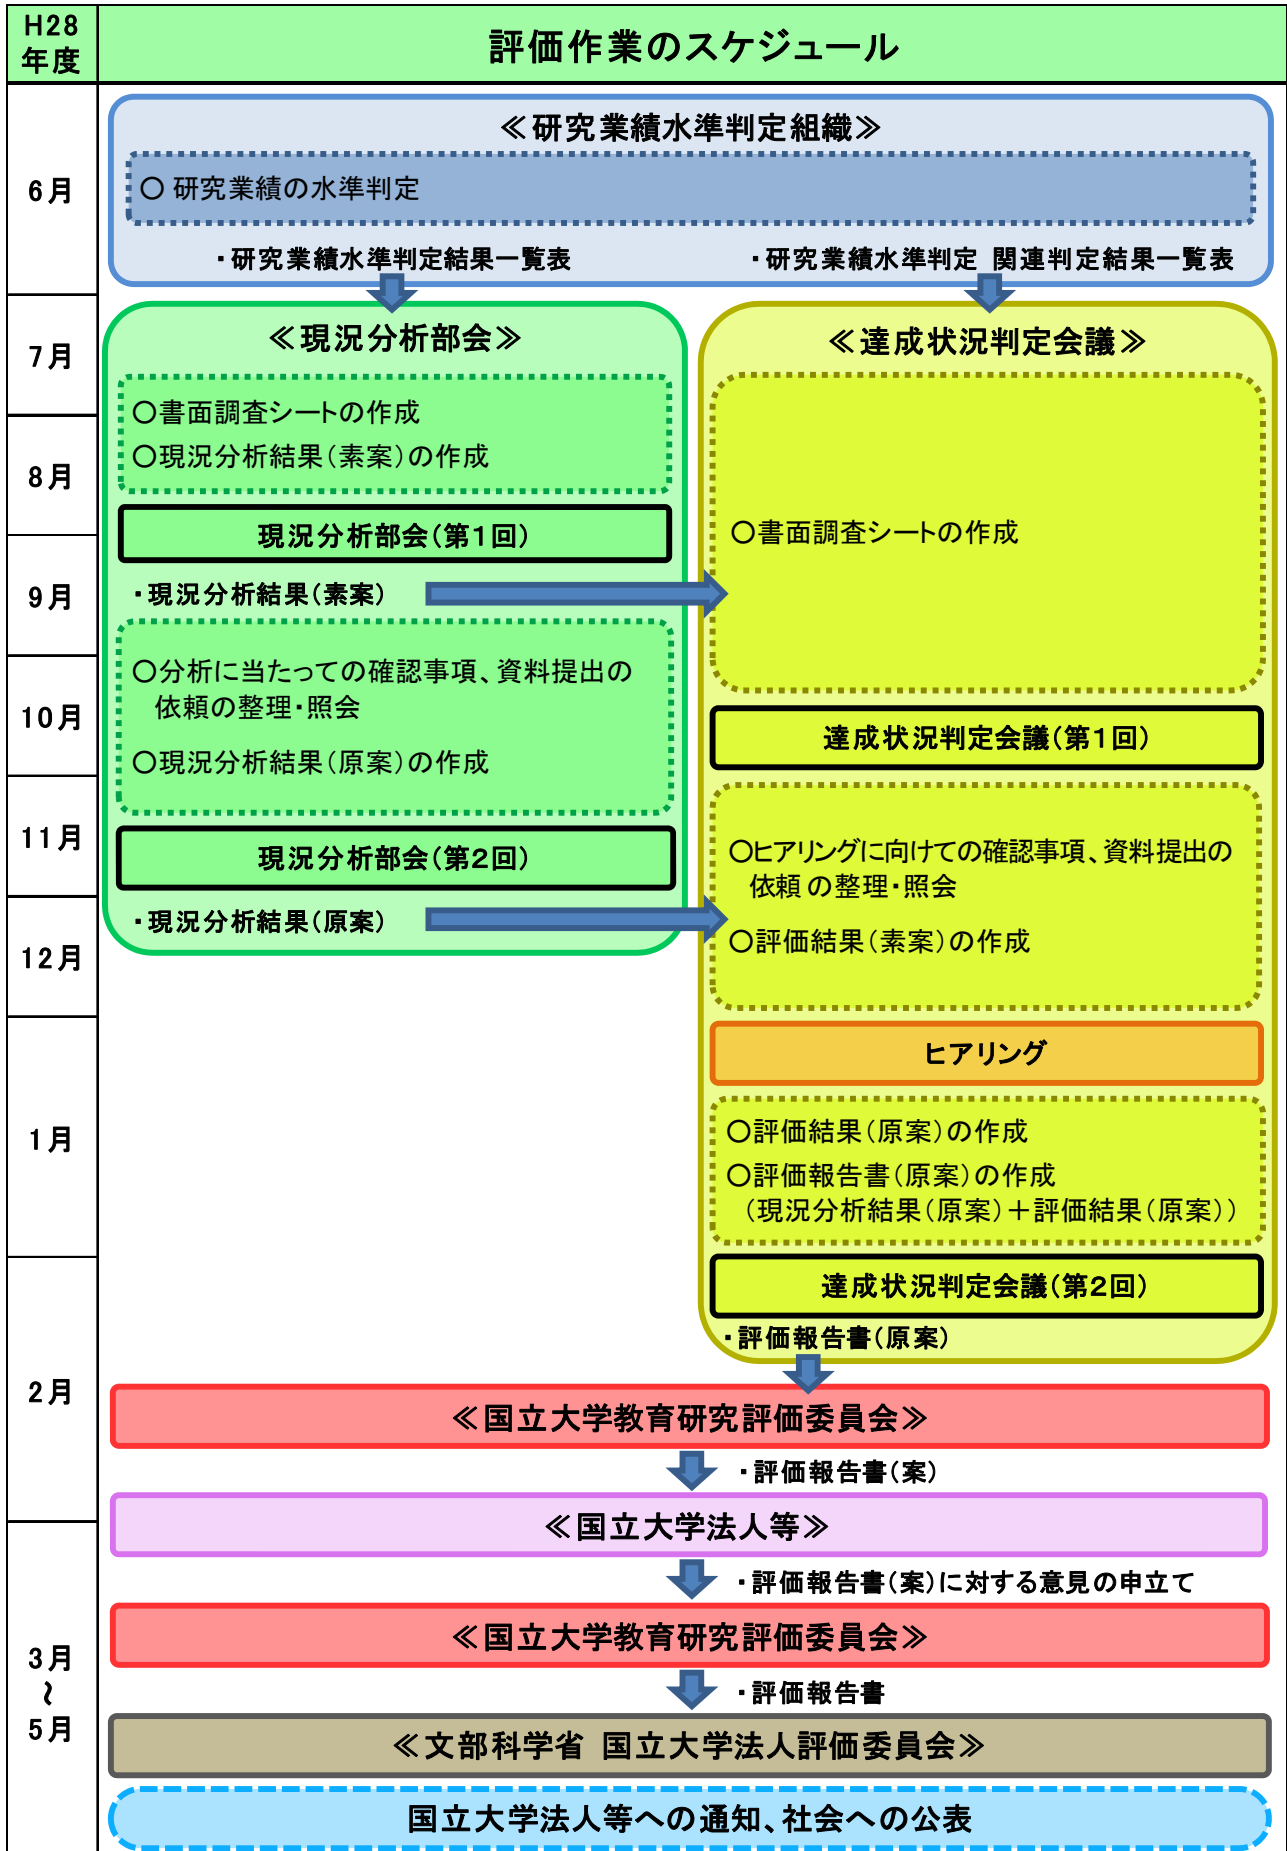 H28
年度
評価作業のスケジュール
6月
≪研究業績水準判定組織≫
〇 研究業績の水準判定
・研究業績水準判定結果一覧表
・研究業績水準判定 関連判定結果一覧表
7月
≪現況分析部会≫
〇書面調査シートの作成
〇現況分析結果(素案)の作成
8月
現況分析部会(第1回)
9月
・現況分析結果(素案)
〇分析に当たっての確認事項、資料提出の
依頼の整理・照会
〇現況分析結果(原案)の作成
10月
11月
現況分析部会(第2回)
・現況分析結果(原案)
12月
≪達成状況判定会議≫
〇書面調査シートの作成
達成状況判定会議(第1回)
〇ヒアリングに向けての確認事項、資料提出の
依頼の整理・照会
〇評価結果(素案)の作成
ヒアリング
1月
〇評価結果(原案)の作成
〇評価報告書(原案)の作成
(現況分析結果(原案)+評価結果(原案))
達成状況判定会議(第2回)
・評価報告書(原案)
2月
≪国立大学教育研究評価委員会≫
・評価報告書(案)
≪国立大学法人等≫
・評価報告書(案)に対する意見の申立て
≪国立大学教育研究評価委員会≫
3月
〜
5月
・評価報告書
≪文部科学省 国立大学法人評価委員会≫
国立大学法人等への通知、社会への公表